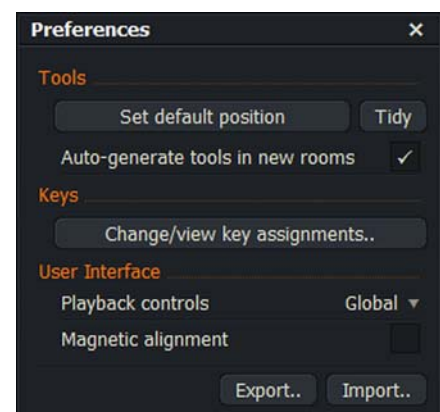 Preferences ×
Tools
Set default position Tidy
Auto-generate tools in new rooms ✓
Keys
Change/view key assignments..
User Interface
Playback controls Global ▼
Magnetic alignment
Export.. Import..